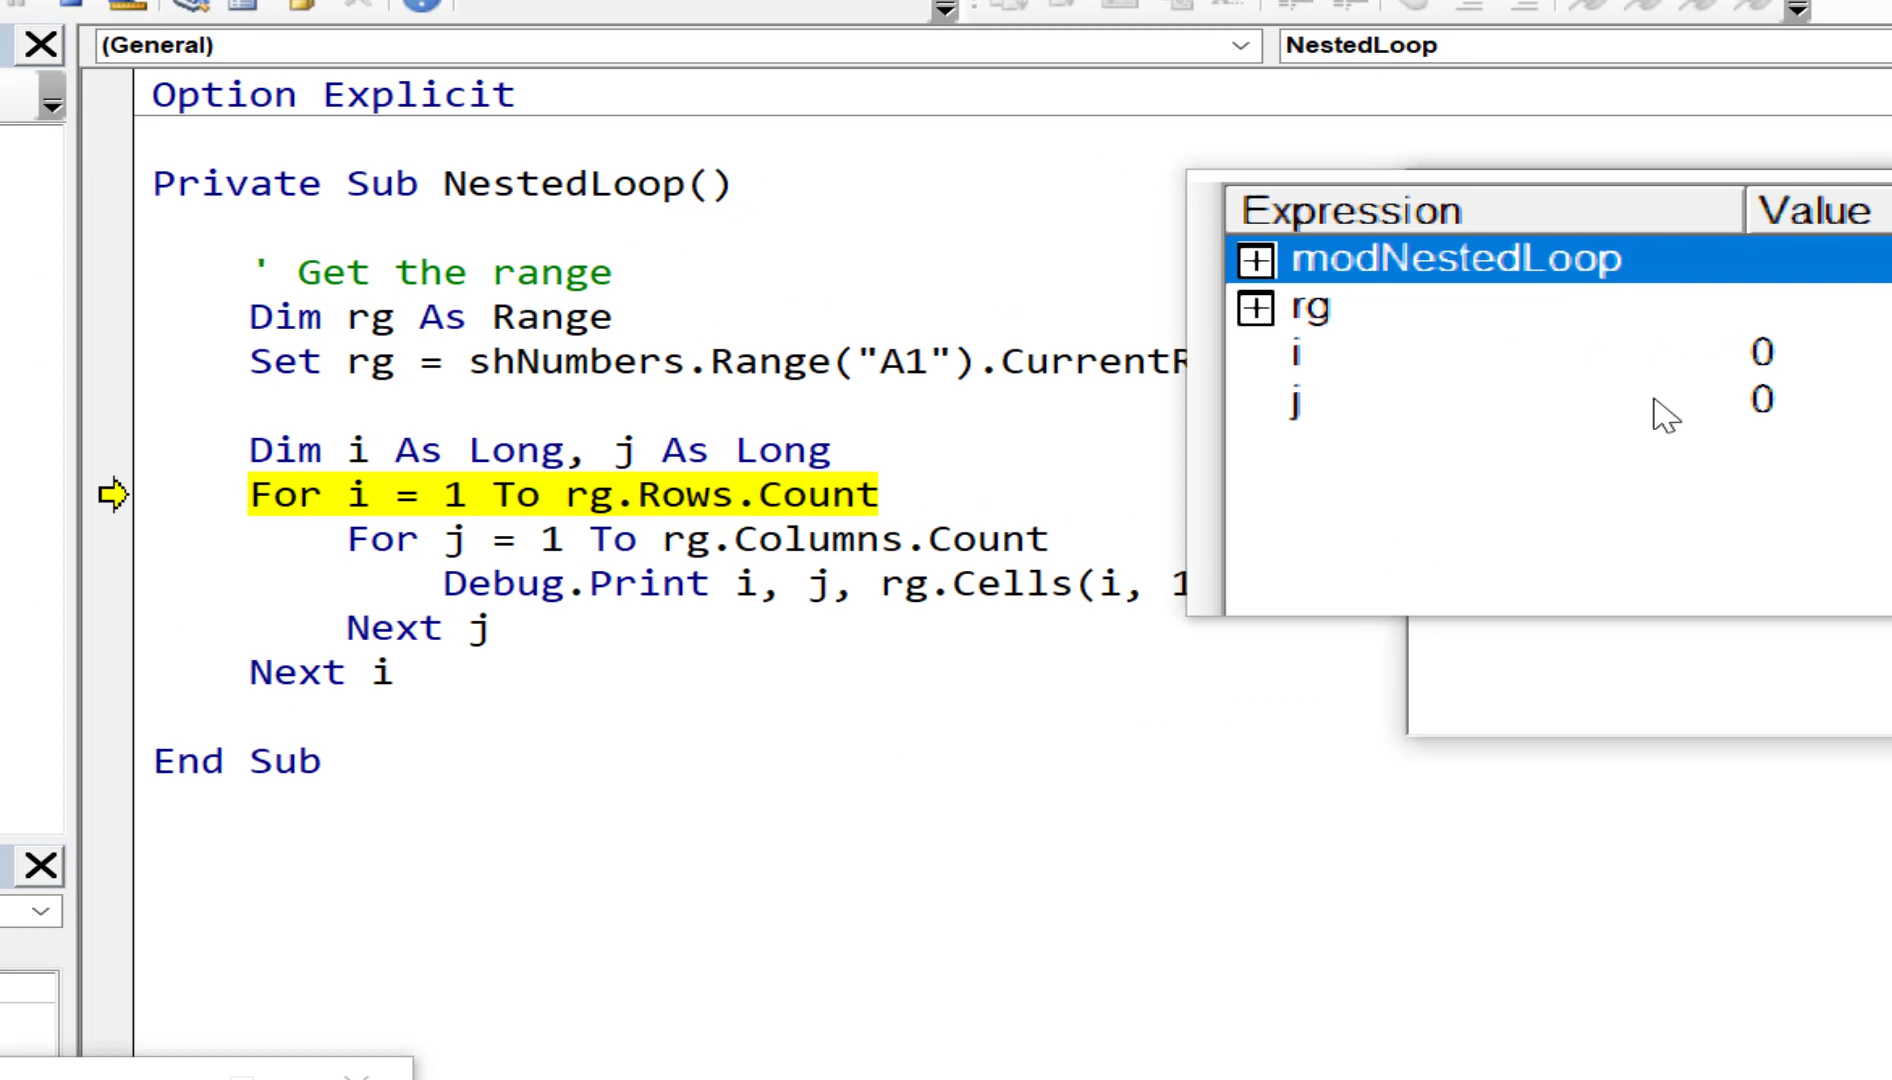 (General)
NestedLoop
Option Explicit
Private Sub NestedLoop()
' Get the range
Dim rg As Range
Set rg = shNumbers.Range("A1").CurrentR
Dim i As Long, j As Long
For i = 1 To rg.Rows.Count
For j = 1 To rg.Columns.Count
Debug.Print i, j, rg.Cells(i, 1
Next j
Next i
End Sub
Expression Value
modNestedLoop
rg
i 0
j 0